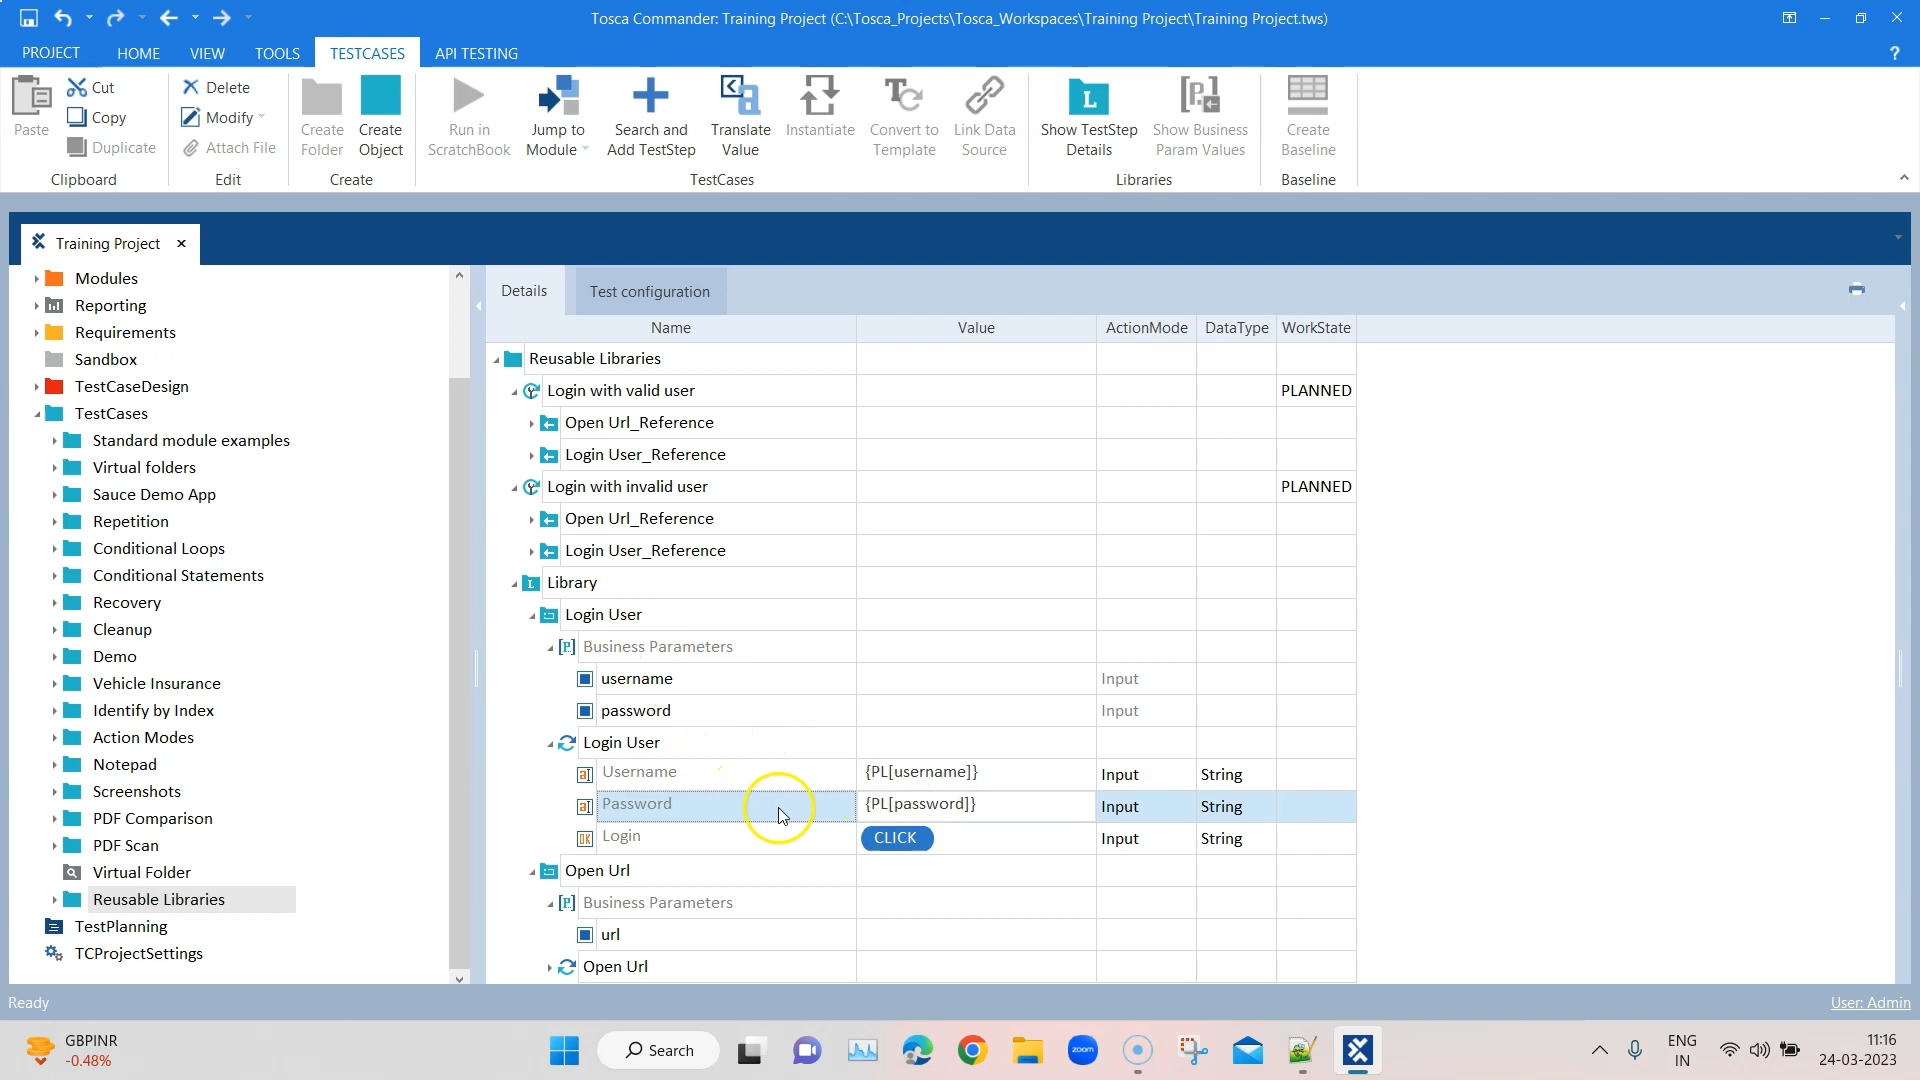 Tosca Commander: Training Project (C:\Tosca_Projects\Tosca_Workspaces\Training Project\Training Project.tws)
PROJECT HOME VIEW TOOLS TESTCASES API TESTING ?
Paste
Cut
Copy
Duplicate
Clipboard
Delete
Modify
Attach File
Edit
Create Folder
Create Object
Create
Run in ScratchBook
Jump to Module
Search and Add TestStep
Translate Value
Instantiate
Convert to Template
Link Data Source
TestCases
Show TestStep Details
Show Business Param Values
Libraries
Create Baseline
Baseline
Training Project
Modules
Reporting
Requirements
Sandbox
TestCaseDesign
TestCases
Standard module examples
Virtual folders
Sauce Demo App
Repetition
Conditional Loops
Conditional Statements
Recovery
Cleanup
Demo
Vehicle Insurance
Identify by Index
Action Modes
Notepad
Screenshots
PDF Comparison
PDF Scan
Virtual Folder
Reusable Libraries
TestPlanning
TCProjectSettings
Details Test configuration
Name Value ActionMode DataType WorkState
Reusable Libraries
Login with valid user PLANNED
Open Url_Reference
Login User_Reference
Login with invalid user PLANNED
Open Url_Reference
Login User_Reference
Library
Login User
Business Parameters
username Input
password Input
Login User
Username {PL[username]} Input String
Password {PL[password]} Input String
Login CLICK Input String
Open Url
Business Parameters
url
Open Url
Ready User: Admin
GBPINR
-0.48%
Search
zoom
ENG
IN
11:16
24-03-2023